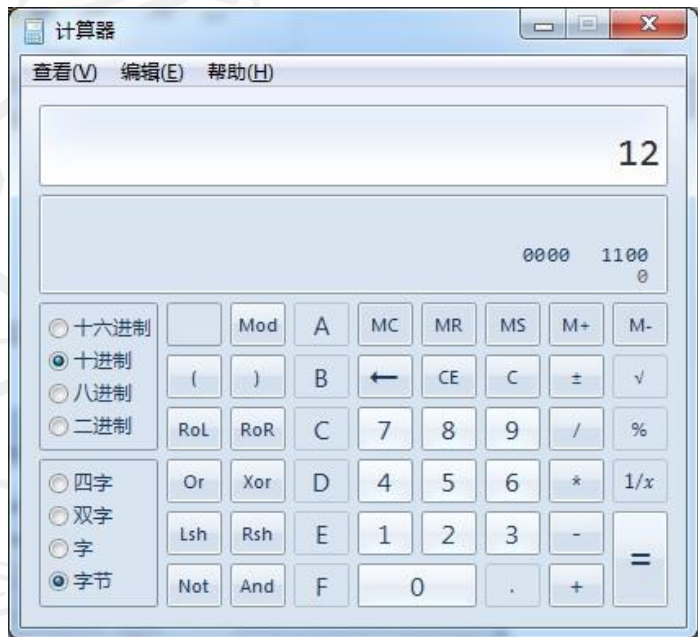 计算器
查看(V) 编辑(E) 帮助(H)
12
0000 1100
0
十六进制 Mod A MC MR MS M+ M-
十进制
( ) B ← CE C ± √
八进制
二进制 RoL RoR C 7 8 9 / %
四字 Or Xor D 4 5 6 * 1/x
双字
Lsh Rsh E 1 2 3 - =
字
字节 Not And F 0 . +